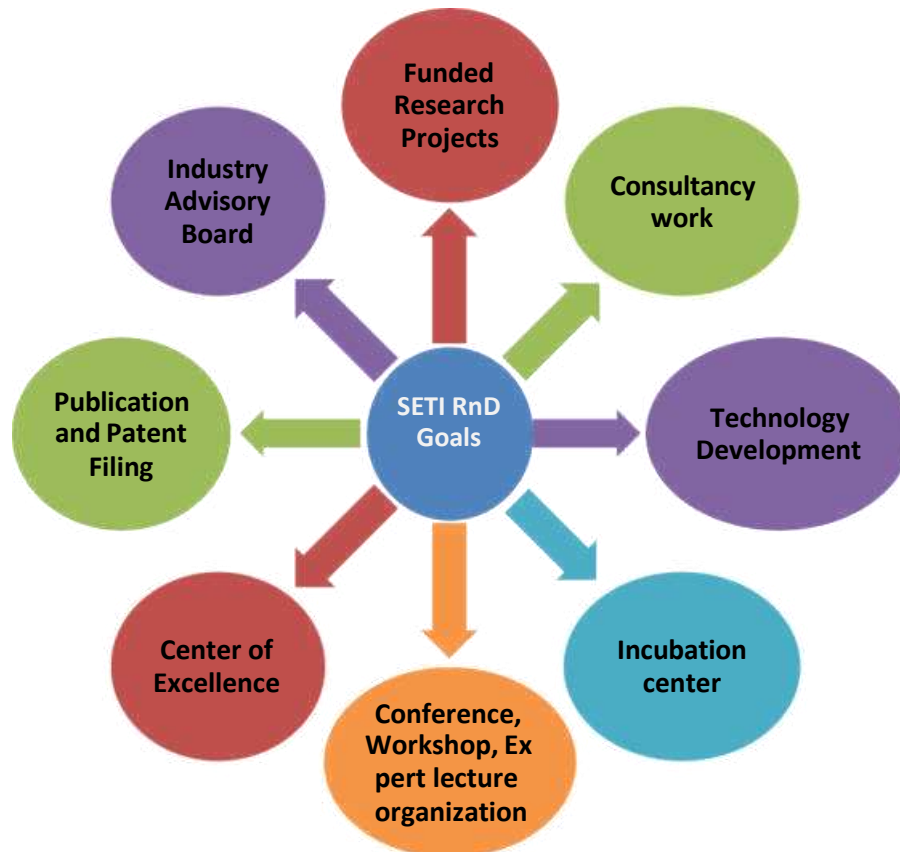 Funded
Research
Projects
Consultancy
work
Technology
Development
Incubation
center
Conference,
Workshop, Ex
pert lecture
organization
Center of
Excellence
Publication
and Patent
Filing
Industry
Advisory
Board
SETI RnD
Goals